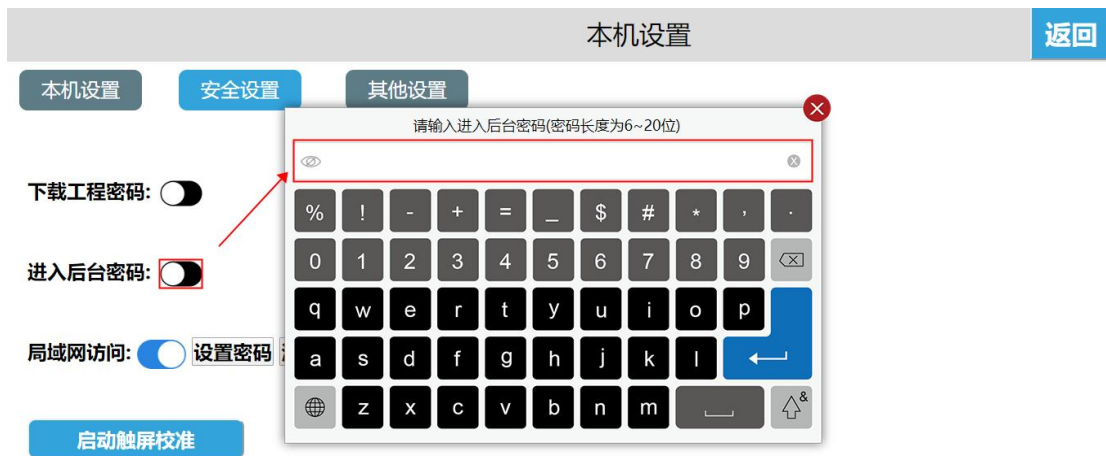 本机设置
返回
本机设置 安全设置 其他设置
请输入进入后台密码(密码长度为6~20位)
下载工程密码:
进入后台密码:
局域网访问: 设置密码
启动触屏校准
% ! - + = _ $ # * , .
0 1 2 3 4 5 6 7 8 9
q w e r t y u i o p
a s d f g h j k l
z x c v b n m &